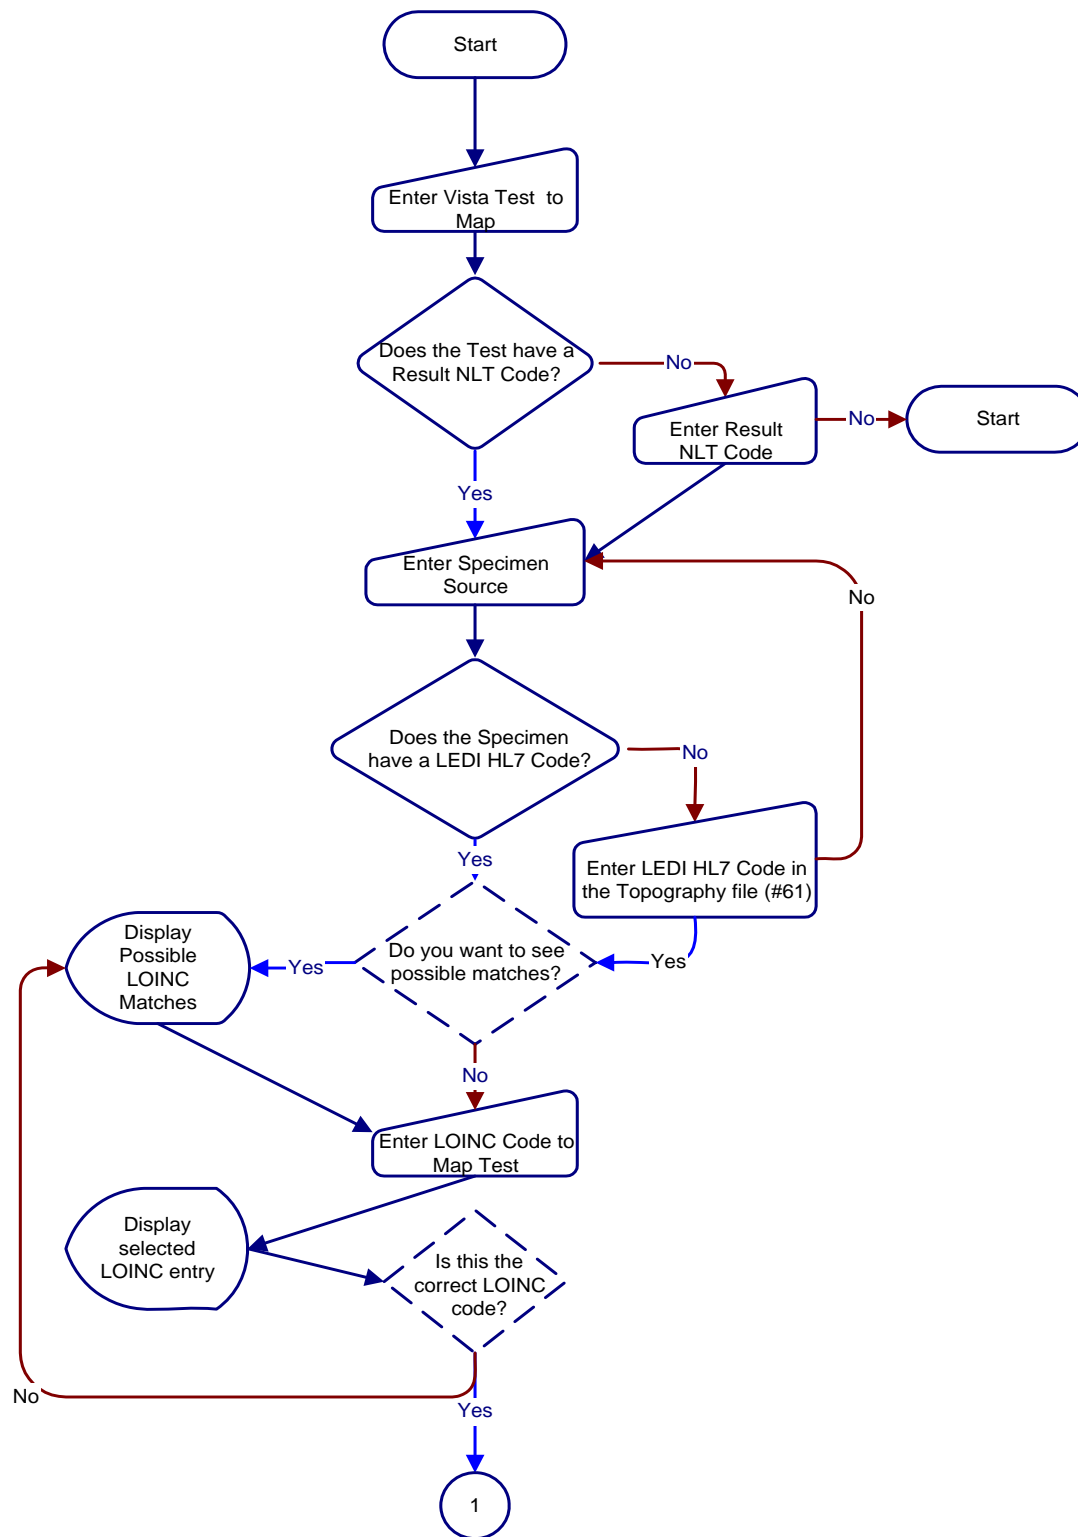 Start
Enter Vista Test to
Map
Does the Test have a
Result NLT Code?
No
Enter Result
NLT Code
No
Start
Yes
Enter Specimen
Source
No
Does the Specimen
have a LEDI HL7 Code?
No
Yes
Enter LEDI HL7 Code in
the Topography file (#61)
Display
Possible
LOINC
Matches
Yes
Do you want to see
possible matches?
Yes
No
Enter LOINC Code to
Map Test
Display
selected
LOINC entry
Is this the
correct LOINC
code?
No
Yes
1